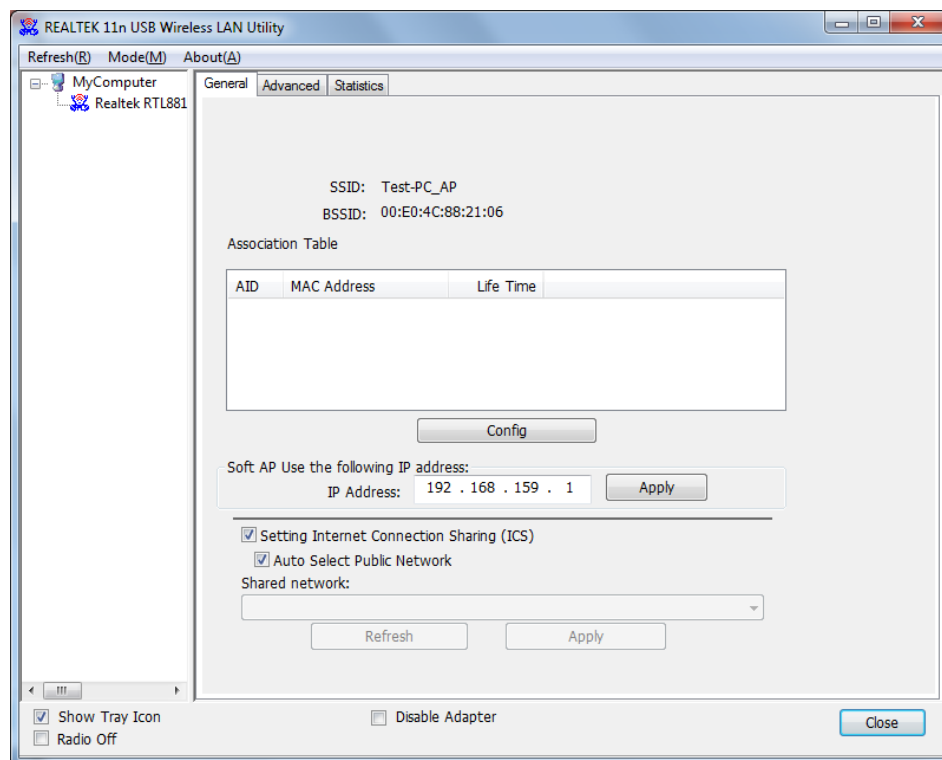 REALTEK 11n USB Wireless LAN Utility
Refresh(R) Mode(M) About(A)
MyComputer
Realtek RTL881
General Advanced Statistics
SSID: Test-PC_AP
BSSID: 00:E0:4C:88:21:06
Association Table
AID MAC Address Life Time
Config
Soft AP Use the following IP address:
IP Address: 192 . 168 . 159 . 1 Apply
Setting Internet Connection Sharing (ICS)
Auto Select Public Network
Shared network:
Refresh Apply
Show Tray Icon Disable Adapter Close
Radio Off